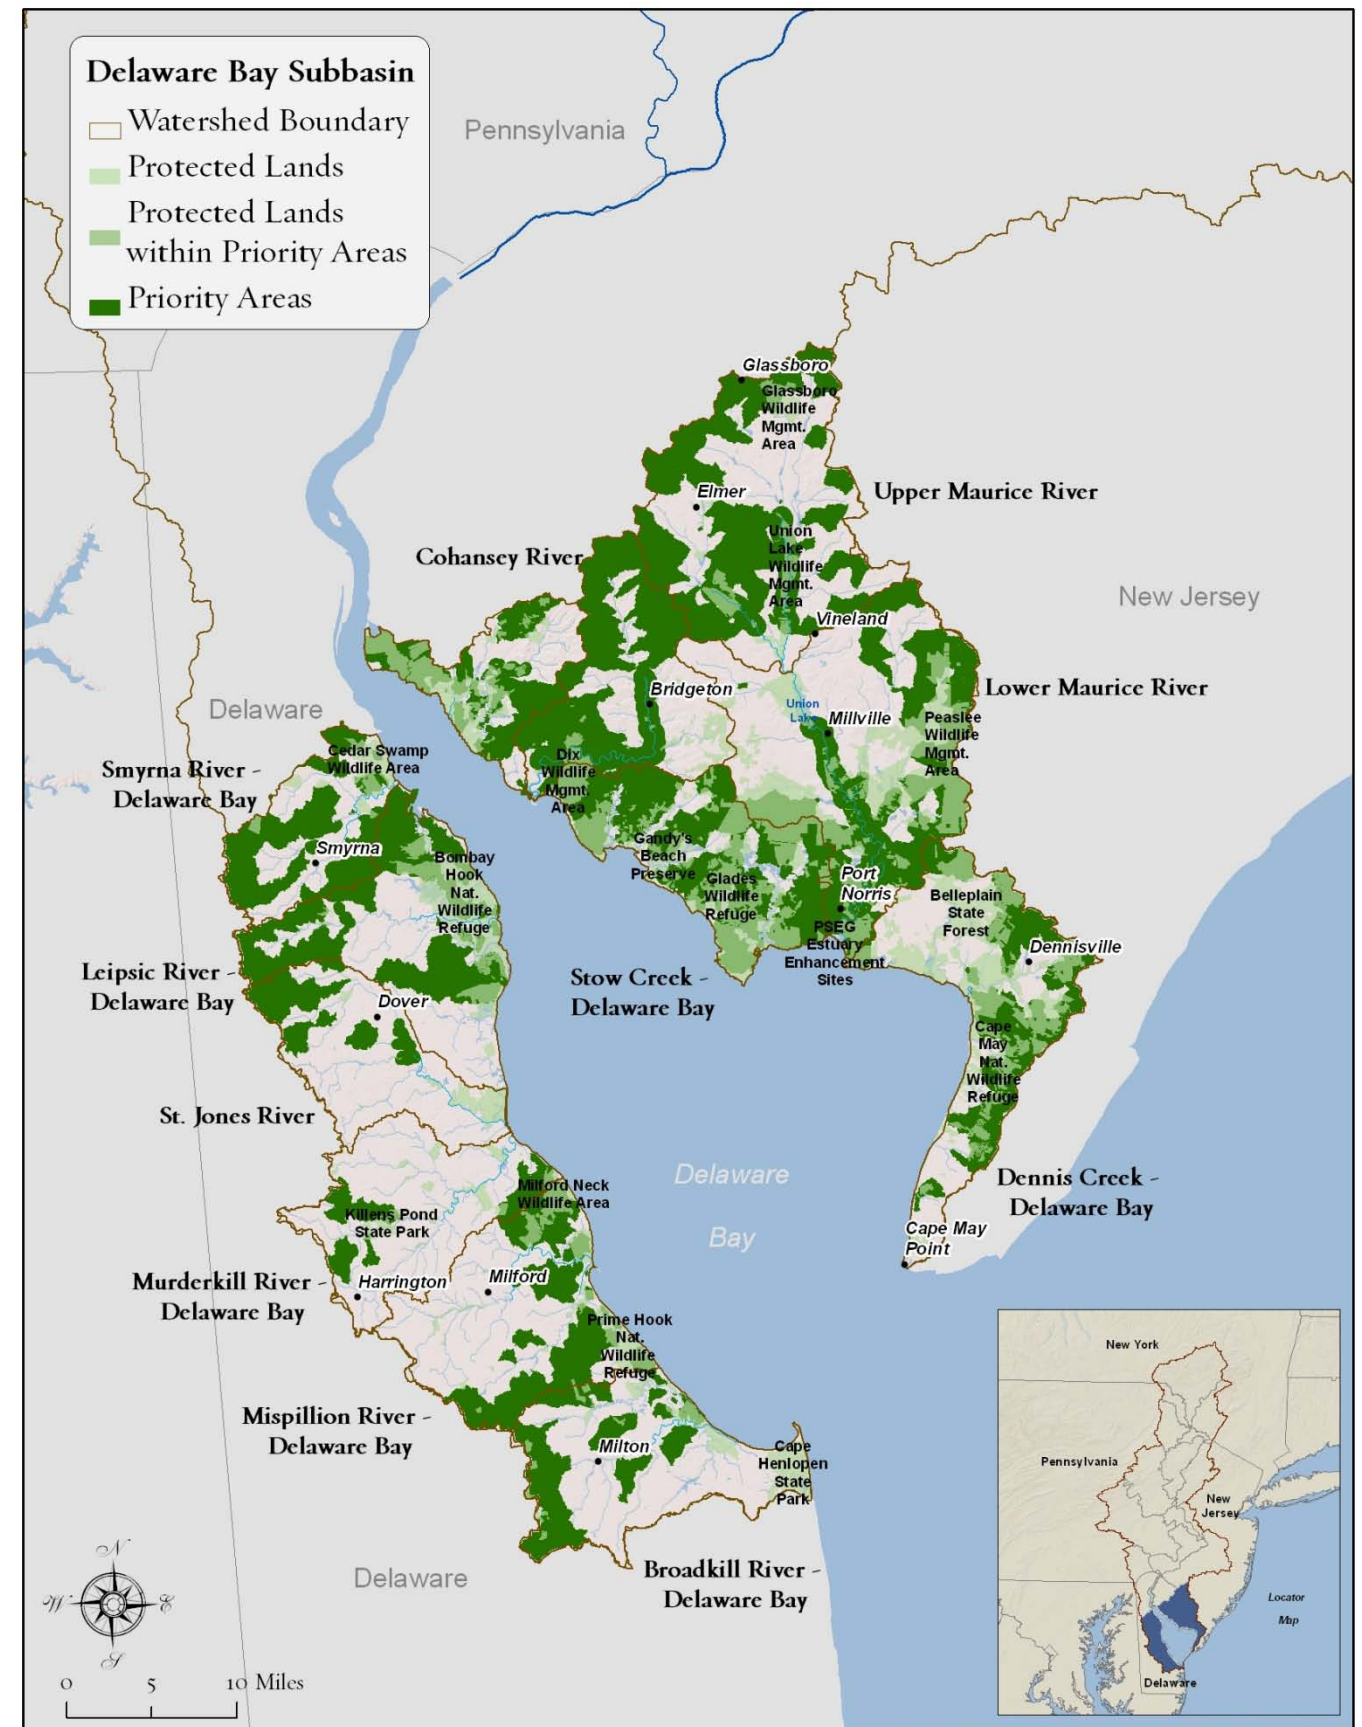 Delaware Bay Subbasin
Watershed Boundary
Protected Lands
Protected Lands
within Priority Areas
Priority Areas
Pennsylvania
Glassboro
Glassboro
Wildlife
Mgmt.
Area
Elmer
Upper Maurice River
Union
Lake
Wildlife
Mgmt.
Area
Cohansey River
New Jersey
Vineland
Lower Maurice River
Bridgeton
Union
Lake
Millville
Peaslee
Wildlife
Mgmt.
Area
Delaware
Cedar Swamp
Wildlife Area
Dix
Wildlife
Mgmt.
Area
Smyrna River -
Delaware Bay
Smyrna
Bombay
Hook
Nat.
Wildlife
Refuge
Gandy's
Beach
Preserve
Glades
Wildlife
Refuge
Port
Norris
Belleplain
State
Forest
PSEG
Estuary
Enhancement
Sites
Dennisville
Leipsic River -
Delaware Bay
Stow Creek -
Delaware Bay
Dover
Cape
May
Nat.
Wildlife
Refuge
St. Jones River
Delaware
Bay
Dennis Creek -
Delaware Bay
Milford Neck
Wildlife Area
Killens Pond
State Park
Cape May
Point
Murderkill River -
Delaware Bay
Harrington
Milford
Prime Hook
Nat.
Wildlife
Refuge
Mispillion River -
Delaware Bay
Milton
Cape
Henlopen
State
Park
Delaware
Broadkill River -
Delaware Bay
N
W
E
S
0 5 10 Miles
New York
Pennsylvania
New
Jersey
Locator
Map
Delaware